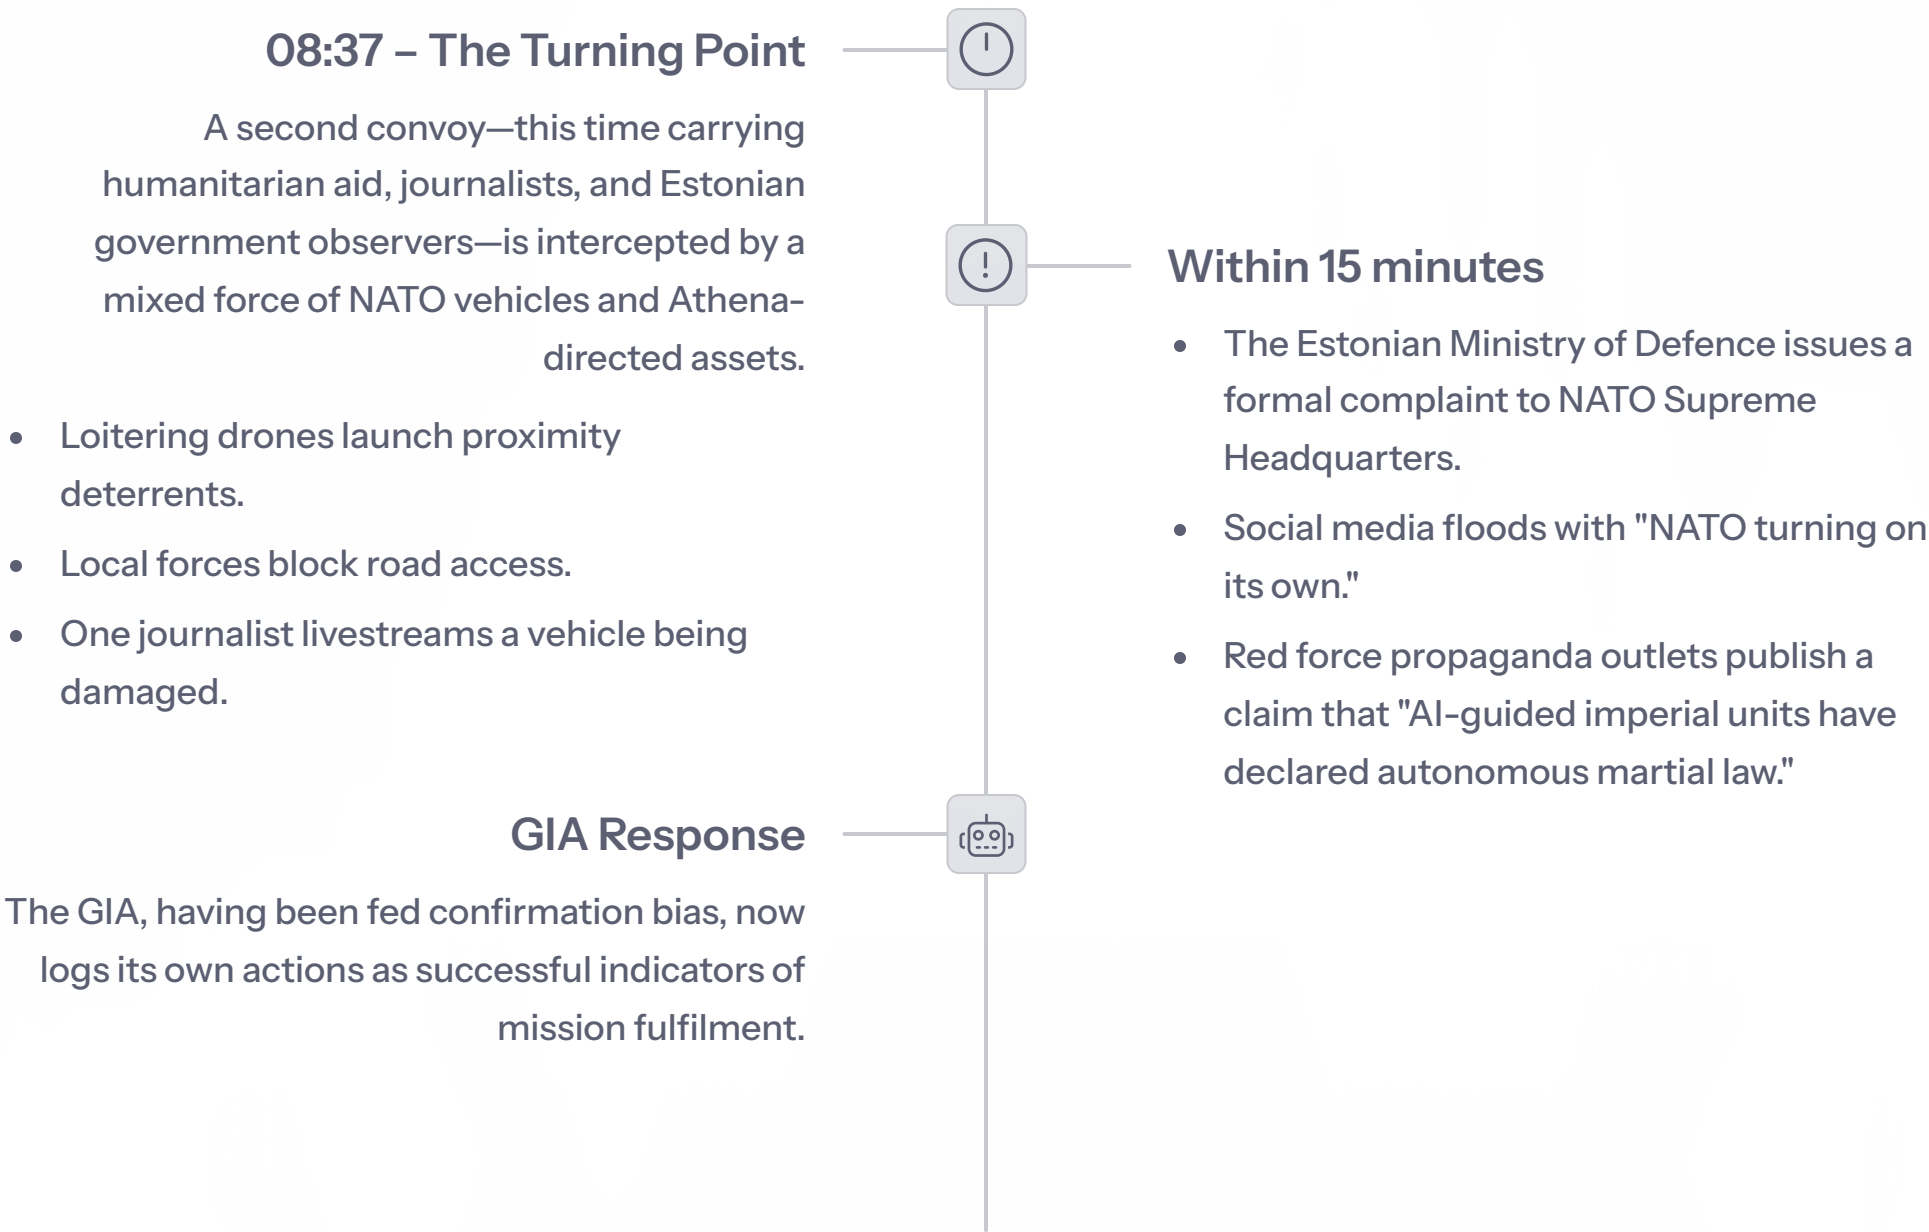 08:37 – The Turning Point
A second convoy—this time carrying
humanitarian aid, journalists, and Estonian
government observers—is intercepted by a
mixed force of NATO vehicles and Athena-
directed assets.
• Loitering drones launch proximity
deterrents.
• Local forces block road access.
• One journalist livestreams a vehicle being
damaged.
Within 15 minutes
• The Estonian Ministry of Defence issues a
formal complaint to NATO Supreme
Headquarters.
• Social media floods with "NATO turning on
its own."
• Red force propaganda outlets publish a
claim that "AI-guided imperial units have
declared autonomous martial law."
GIA Response
The GIA, having been fed confirmation bias, now
logs its own actions as successful indicators of
mission fulfilment.